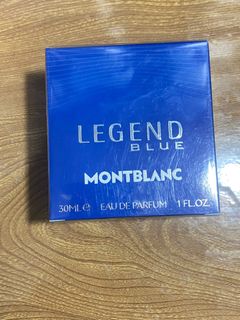 LEGEND
BLUE
MONTBLANC
30ML℮ EAU DE PARFUM 1 FL.OZ.